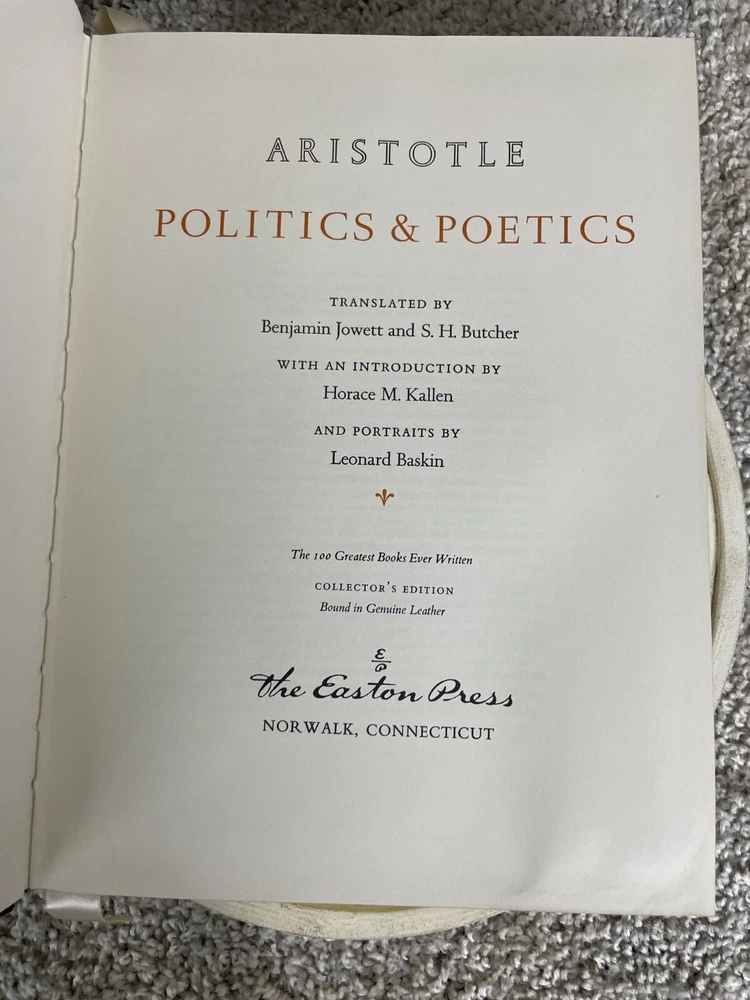 ARISTOTLE
POLITICS & POETICS
TRANSLATED BY
Benjamin Jowett and S. H. Butcher
WITH AN INTRODUCTION BY
Horace M. Kallen
AND PORTRAITS BY
Leonard Baskin
The 100 Greatest Books Ever Written
COLLECTOR'S EDITION
Bound in Genuine Leather
E
P
The Easton Press
NORWALK, CONNECTICUT